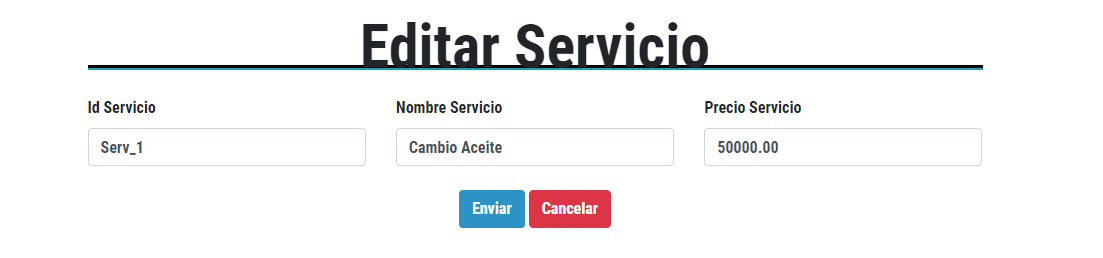 Editar Servicio
Id Servicio Nombre Servicio Precio Servicio
Serv_1 Cambio Aceite 50000.00
Enviar Cancelar